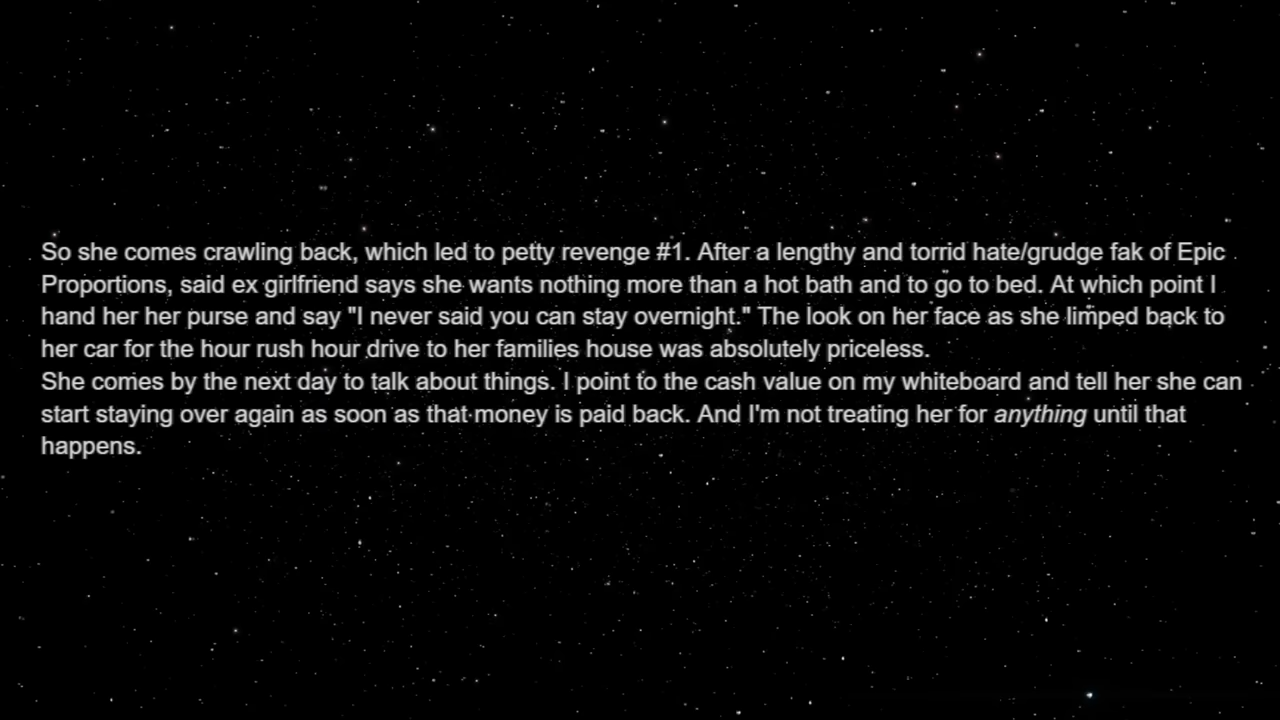 So she comes crawling back, which led to petty revenge #1. After a lengthy and torrid hate/grudge fak of Epic
Proportions, said ex girlfriend says she wants nothing more than a hot bath and to go to bed. At which point I
hand her her purse and say "I never said you can stay overnight." The look on her face as she limped back to
her car for the hour rush hour drive to her families house was absolutely priceless.
She comes by the next day to talk about things. I point to the cash value on my whiteboard and tell her she can
start staying over again as soon as that money is paid back. And I'm not treating her for anything until that
happens.